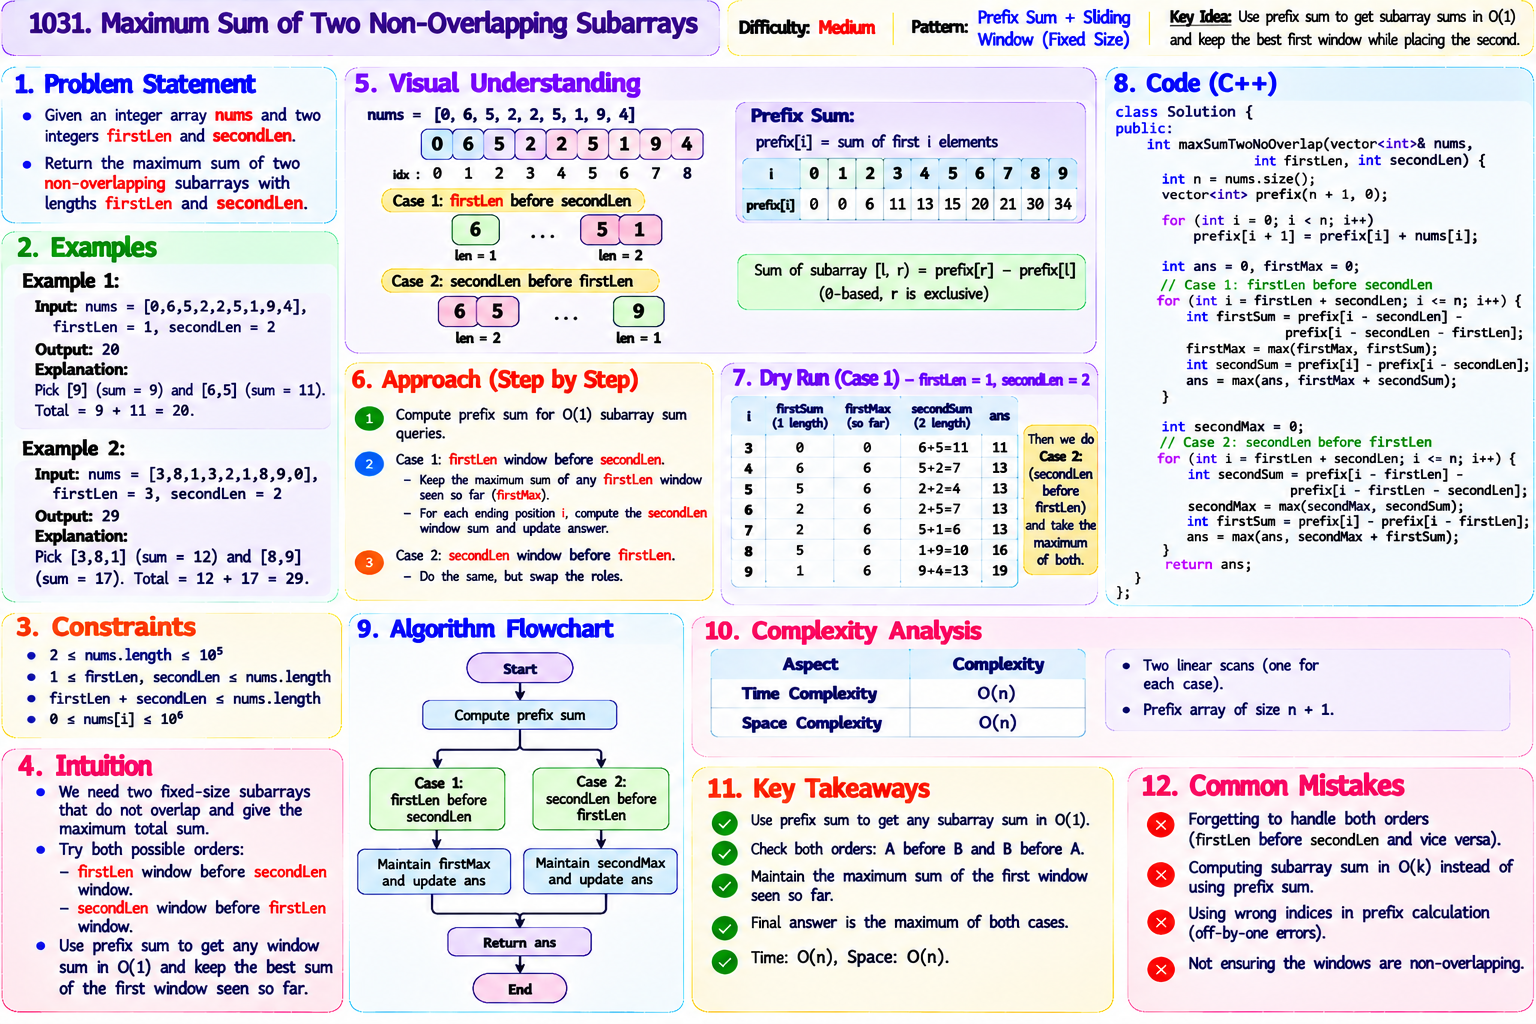 1031. Maximum Sum of Two Non-Overlapping Subarrays
Difficulty: Medium
Pattern: Prefix Sum + Sliding
Window (Fixed Size)
Key Idea: Use prefix sum to get subarray sums in O(1)
and keep the best first window while placing the second.
1. Problem Statement
• Given an integer array nums and two
integers firstLen and secondLen.
• Return the maximum sum of two
non-overlapping subarrays with
lengths firstLen and secondLen.
2. Examples
Example 1:
Input: nums = [0,6,5,2,2,5,1,9,4],
firstLen = 1, secondLen = 2
Output: 20
Explanation:
Pick [9] (sum = 9) and [6,5] (sum = 11).
Total = 9 + 11 = 20.
Example 2:
Input: nums = [3,8,1,3,2,1,8,9,0],
firstLen = 3, secondLen = 2
Output: 29
Explanation:
Pick [3,8,1] (sum = 12) and [8,9]
(sum = 17). Total = 12 + 17 = 29.
3. Constraints
• 2 ≤ nums.length ≤ 10⁵
• 1 ≤ firstLen, secondLen ≤ nums.length
• firstLen + secondLen ≤ nums.length
• 0 ≤ nums[i] ≤ 10⁶
4. Intuition
• We need two fixed-size subarrays
that do not overlap and give the
maximum total sum.
• Try both possible orders:
– firstLen window before secondLen
window.
– secondLen window before firstLen
window.
• Use prefix sum to get any window
sum in O(1) and keep the best sum
of the first window seen so far.
5. Visual Understanding
nums = [0, 6, 5, 2, 2, 5, 1, 9, 4]
0 6 5 2 2 5 1 9 4
idx : 0 1 2 3 4 5 6 7 8
Case 1: firstLen before secondLen
6 ... 5 1
len = 1 len = 2
Case 2: secondLen before firstLen
6 5 ... 9
len = 2 len = 1
Prefix Sum:
prefix[i] = sum of first i elements
i 0 1 2 3 4 5 6 7 8 9
prefix[i] 0 0 6 11 13 15 20 21 30 34
Sum of subarray [l, r) = prefix[r] – prefix[l]
(0-based, r is exclusive)
6. Approach (Step by Step)
1 Compute prefix sum for O(1) subarray sum
queries.
2 Case 1: firstLen window before secondLen.
– Keep the maximum sum of any firstLen window
seen so far (firstMax).
– For each ending position i, compute the secondLen
window sum and update answer.
3 Case 2: secondLen window before firstLen.
– Do the same, but swap the roles.
7. Dry Run (Case 1) – firstLen = 1, secondLen = 2
i firstSum (1 length) firstMax (so far) secondSum (2 length) ans
3 0 0 6+5=11 11
4 6 6 5+2=7 13
5 5 6 2+2=4 13
6 2 6 2+5=7 13
7 2 6 5+1=6 13
8 5 6 1+9=10 16
9 1 6 9+4=13 19
Then we do
Case 2:
(secondLen
before
firstLen)
and take the
maximum
of both.
8. Code (C++)
class Solution {
public:
int maxSumTwoNoOverlap(vector<int>& nums,
int firstLen, int secondLen) {
int n = nums.size();
vector<int> prefix(n + 1, 0);
for (int i = 0; i < n; i++)
prefix[i + 1] = prefix[i] + nums[i];
int ans = 0, firstMax = 0;
// Case 1: firstLen before secondLen
for (int i = firstLen + secondLen; i <= n; i++) {
int firstSum = prefix[i - secondLen] -
prefix[i - secondLen - firstLen];
firstMax = max(firstMax, firstSum);
int secondSum = prefix[i] - prefix[i - secondLen];
ans = max(ans, firstMax + secondSum);
}
int secondMax = 0;
// Case 2: secondLen before firstLen
for (int i = firstLen + secondLen; i <= n; i++) {
int secondSum = prefix[i - firstLen] -
prefix[i - firstLen - secondLen];
secondMax = max(secondMax, secondSum);
int firstSum = prefix[i] - prefix[i - firstLen];
ans = max(ans, secondMax + firstSum);
}
return ans;
}
};
9. Algorithm Flowchart
Start
Compute prefix sum
Case 1:
firstLen before
secondLen
Case 2:
secondLen before
firstLen
Maintain firstMax
and update ans
Maintain secondMax
and update ans
Return ans
End
10. Complexity Analysis
Aspect Complexity
Time Complexity O(n)
Space Complexity O(n)
• Two linear scans (one for
each case).
• Prefix array of size n + 1.
11. Key Takeaways
Use prefix sum to get any subarray sum in O(1).
Check both orders: A before B and B before A.
Maintain the maximum sum of the first window
seen so far.
Final answer is the maximum of both cases.
Time: O(n), Space: O(n).
12. Common Mistakes
Forgetting to handle both orders
(firstLen before secondLen and vice versa).
Computing subarray sum in O(k) instead of
using prefix sum.
Using wrong indices in prefix calculation
(off-by-one errors).
Not ensuring the windows are non-overlapping.